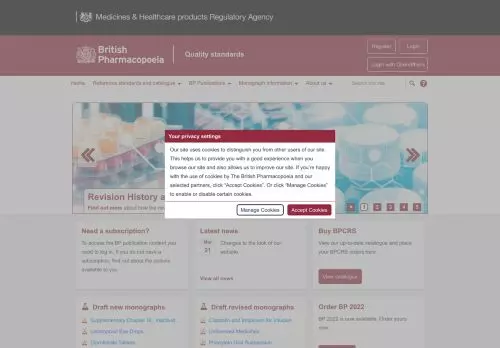 Medicines & Healthcare products Regulatory Agency
British
Pharmacopoeia
Quality standards
Register
Login
Login with OpenAthens
Home
Reference standards and catalogue
BP Publications
Monograph information
About us
Search our site
Your privacy settings
Our site uses cookies to distinguish you from other users of our site.
This helps us to provide you with a good experience when you
browse our site and also allows us to improve our site. If you're happy
with the use of cookies by The British Pharmacopoeia and our
selected partners, click "Accept Cookies". Or click "Manage Cookies"
to enable or disable certain cookies.
Manage Cookies
Accept Cookies
Revision History a
Find out more about how the rev
1
2
3
4
5
Need a subscription?
To access the BP publication content you
need to log in. If you do not have a
subscription, find out about the options
available to you.
Latest news
Mar
21
Changes to the look of our
website
View all news
Buy BPCRS
View our up-to-date catalogue and place
your BPCRS orders here.
View catalogue
Draft new monographs
Supplementary Chapter
Eye Drops
Tablets
Draft revised monographs
for Infusion
Unlicensed Medicines
Phenytoin Oral Suspension
Order BP 2022
BP 2022 is now available. Order yours
now.